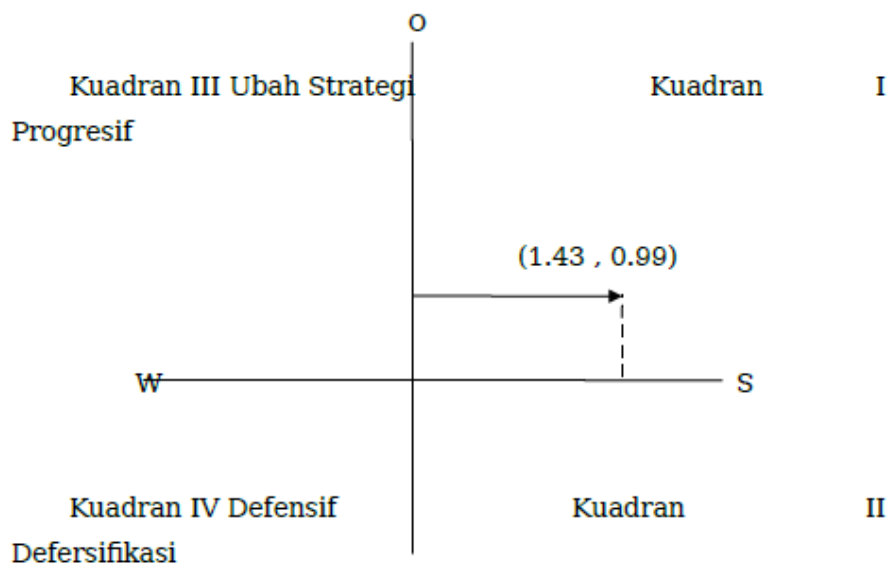 O
Kuadran III Ubah Strategi Kuadran I
Progresif
(1.43 , 0.99)
W S
Kuadran IV Defensif Kuadran II
Defersifikasi